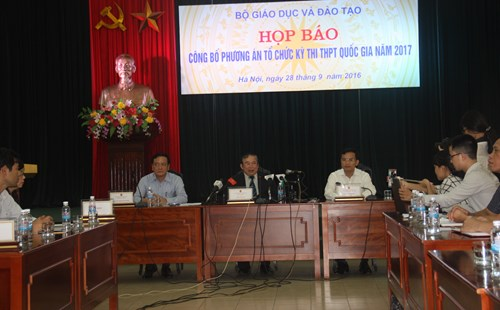 BỘ GIÁO DỤC VÀ ĐÀO TẠO
HỌP BÁO
CÔNG BỐ PHƯƠNG ÁN TỔ CHỨC KỲ THI THPT QUỐC GIA NĂM 2017
Hà Nội, ngày 28 tháng 9 năm 2016